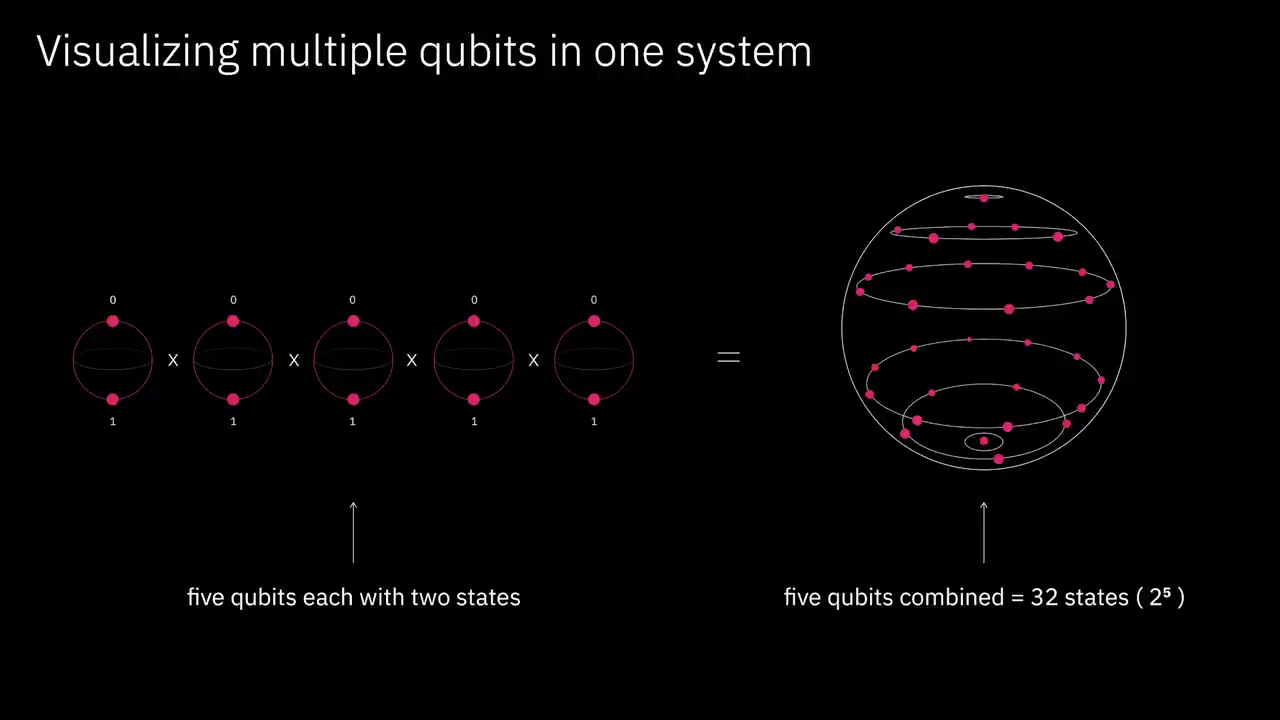 Visualizing multiple qubits in one system
0 0 0 0 0
x x x x =
1 1 1 1 1
five qubits each with two states
five qubits combined = 32 states ( 2⁵ )